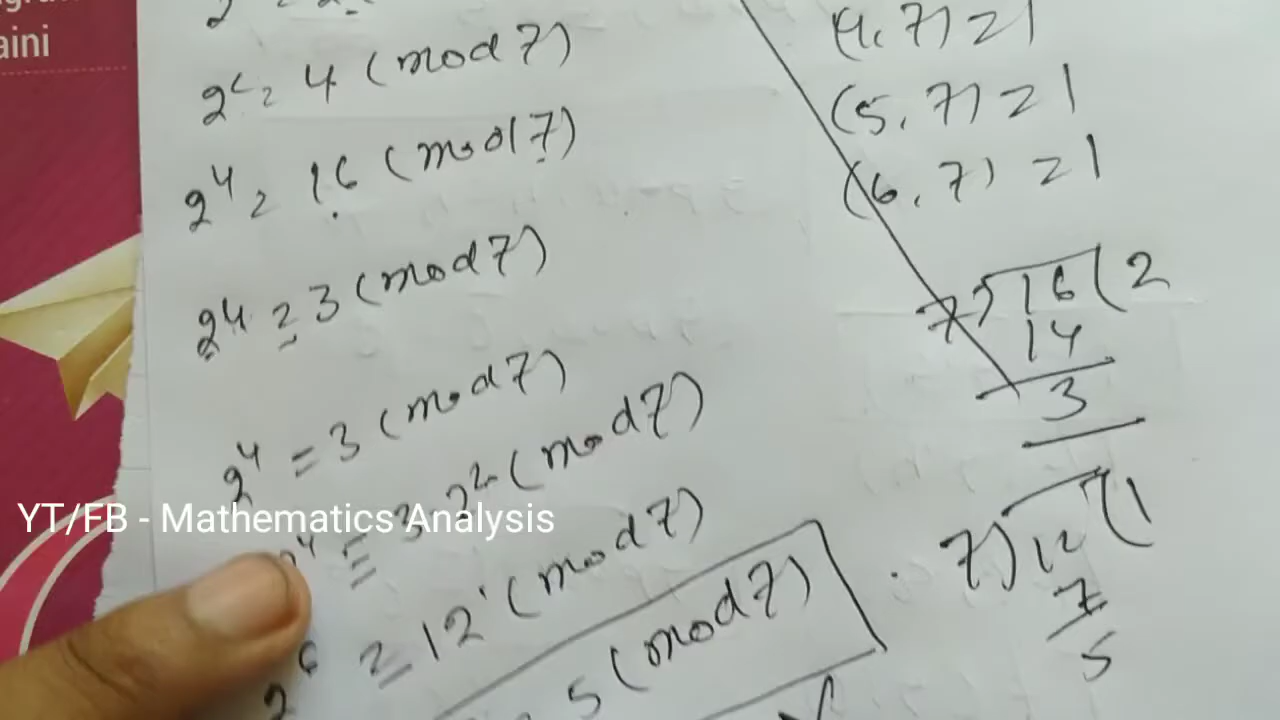 aini
2² = 4 (mod 7)
2⁴ = 16 (mod 7)
2⁴ ≡ 3 (mod 7)
2⁴ = 3 (mod 7)
≡ 3·2² (mod 7)
2⁶ ≡ 12 (mod 7)
5 (mod 7)
(4, 7) = 1
(5, 7) = 1
(6, 7) = 1
7) 16 ( 2
14
3
7) 12 ( 1
7
5
YT/FB - Mathematics Analysis